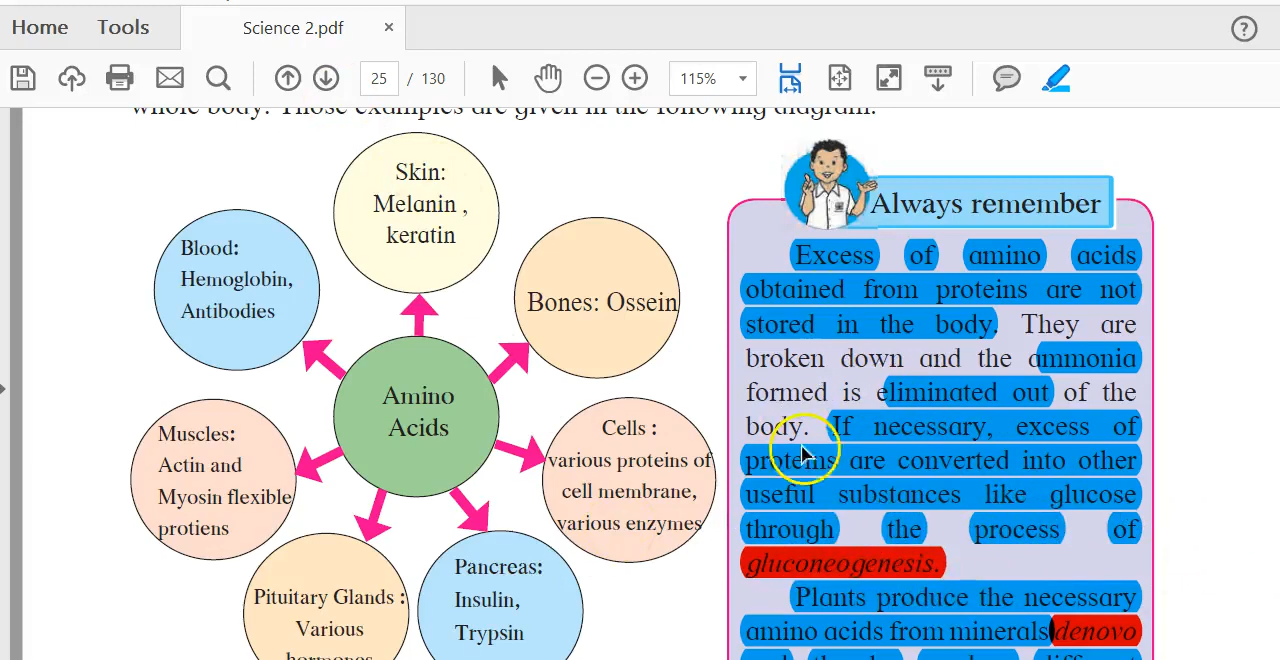 Home Tools Science 2.pdf ×
25 / 130 115%
whole body. Those examples are given in the following diagram.
Skin:
Melanin ,
keratin
Blood:
Hemoglobin,
Antibodies
Bones: Ossein
Amino
Acids
Muscles:
Actin and
Myosin flexible
protiens
Cells :
various proteins of
cell membrane,
various enzymes
Pituitary Glands :
Various
hormones
Pancreas:
Insulin,
Trypsin
Always remember
Excess of amino acids
obtained from proteins are not
stored in the body. They are
broken down and the ammonia
formed is eliminated out of the
body. If necessary, excess of
proteins are converted into other
useful substances like glucose
through the process of
gluconeogenesis.
Plants produce the necessary
amino acids from minerals denovo